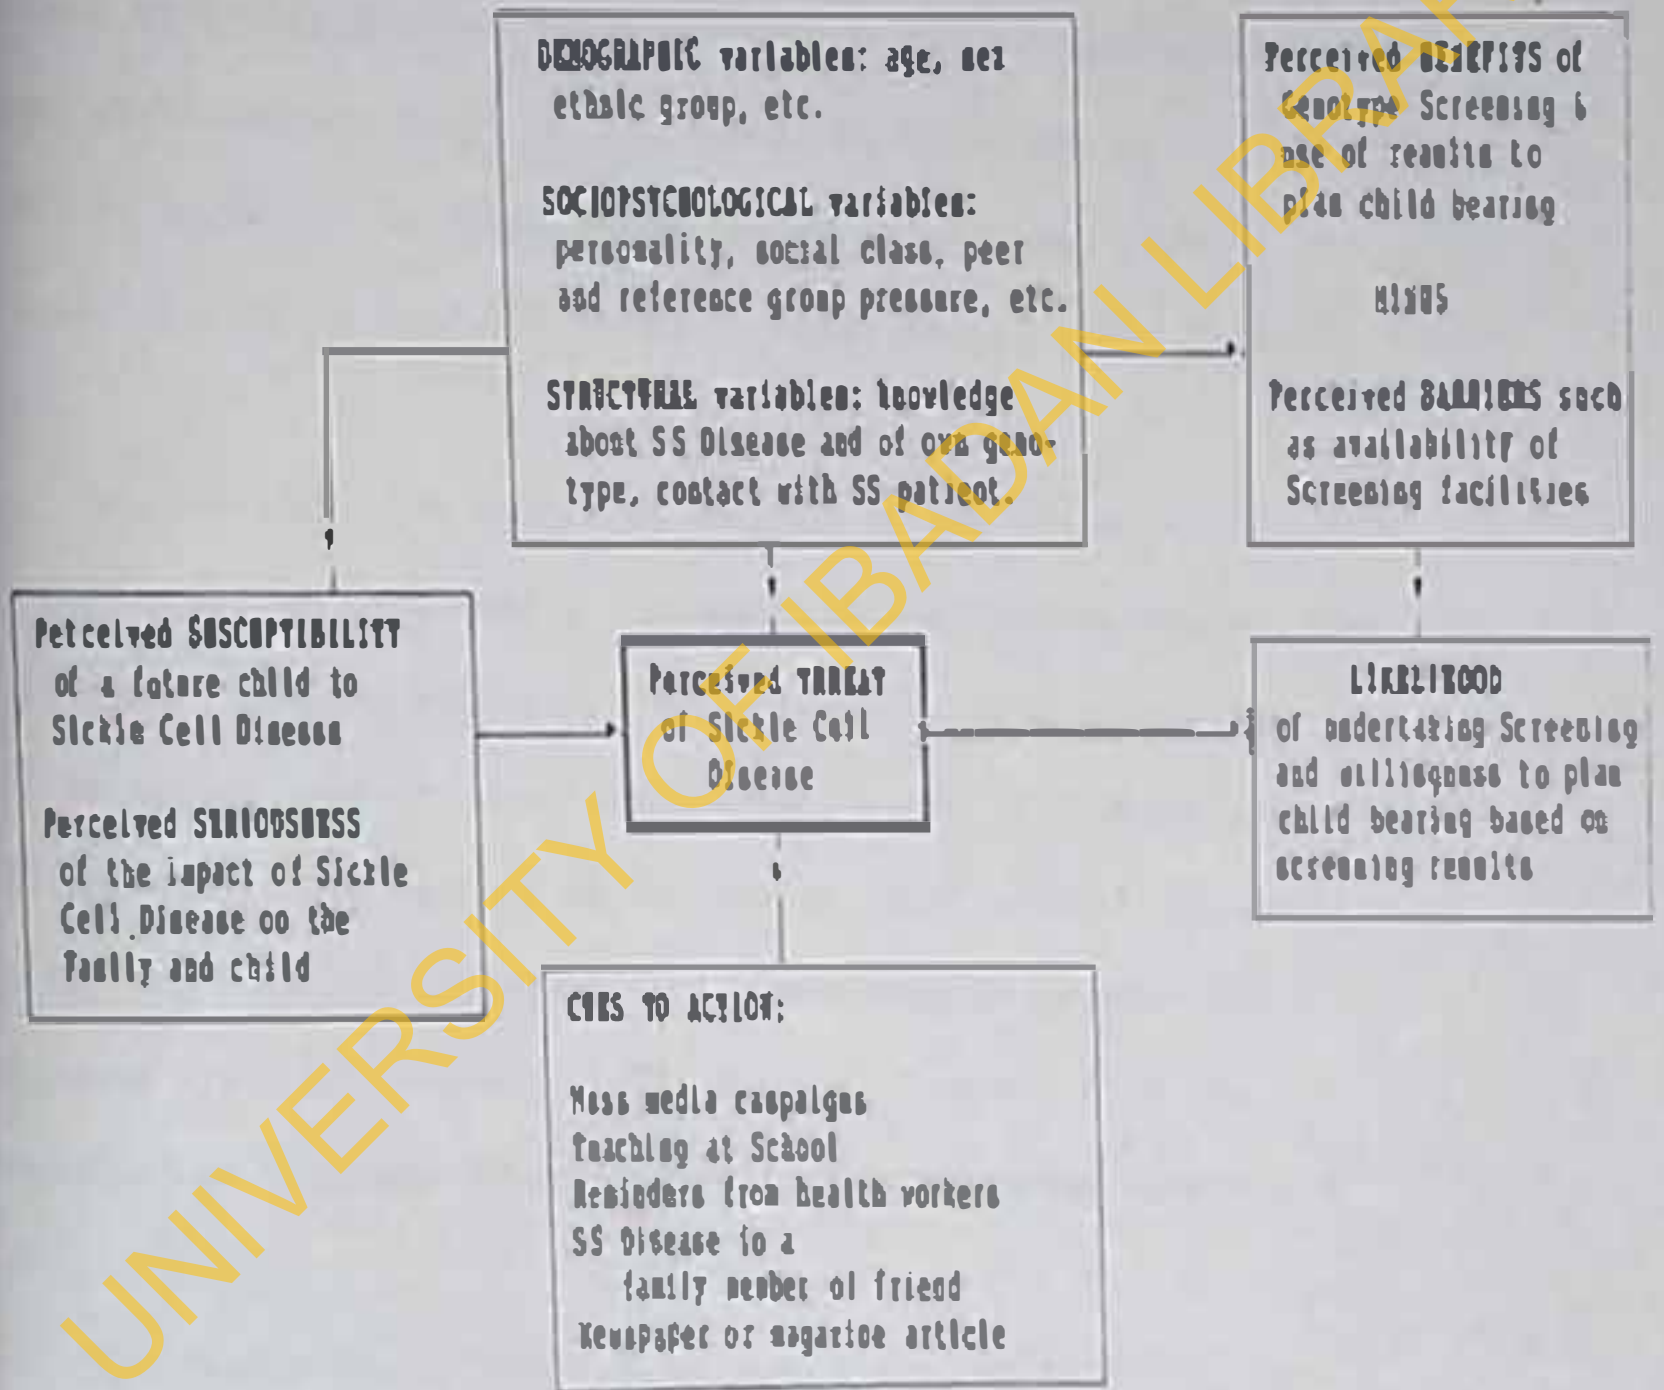 DEMOGRAPHIC variables: age, sex
ethnic group, etc.
SOCIOPSYCHOLOGICAL variables:
personality, social class, peer
and reference group pressure, etc.
STRUCTURAL variables: knowledge
about SS Disease and of own geno-
type, contact with SS patient.
Perceived BENEFITS of
Genotype Screening &
use of results to
plan child bearing
MINUS
Perceived BARRIERS such
as availability of
Screening facilities
Perceived SUSCEPTIBILITY
of a future child to
Sickle Cell Disease
Perceived SERIOUSNESS
of the impact of Sickle
Cell Disease on the
family and child
Perceived THREAT
of Sickle Cell
Disease
LIKELIHOOD
of undertaking Screening
and willingness to plan
child bearing based on
screening results
CUES TO ACTION:
Mass media campaigns
Teaching at School
Reminders from health workers
SS Disease in a
family member or friend
Newspaper or magazine article
UNIVERSITY OF IBADAN LIBRAR